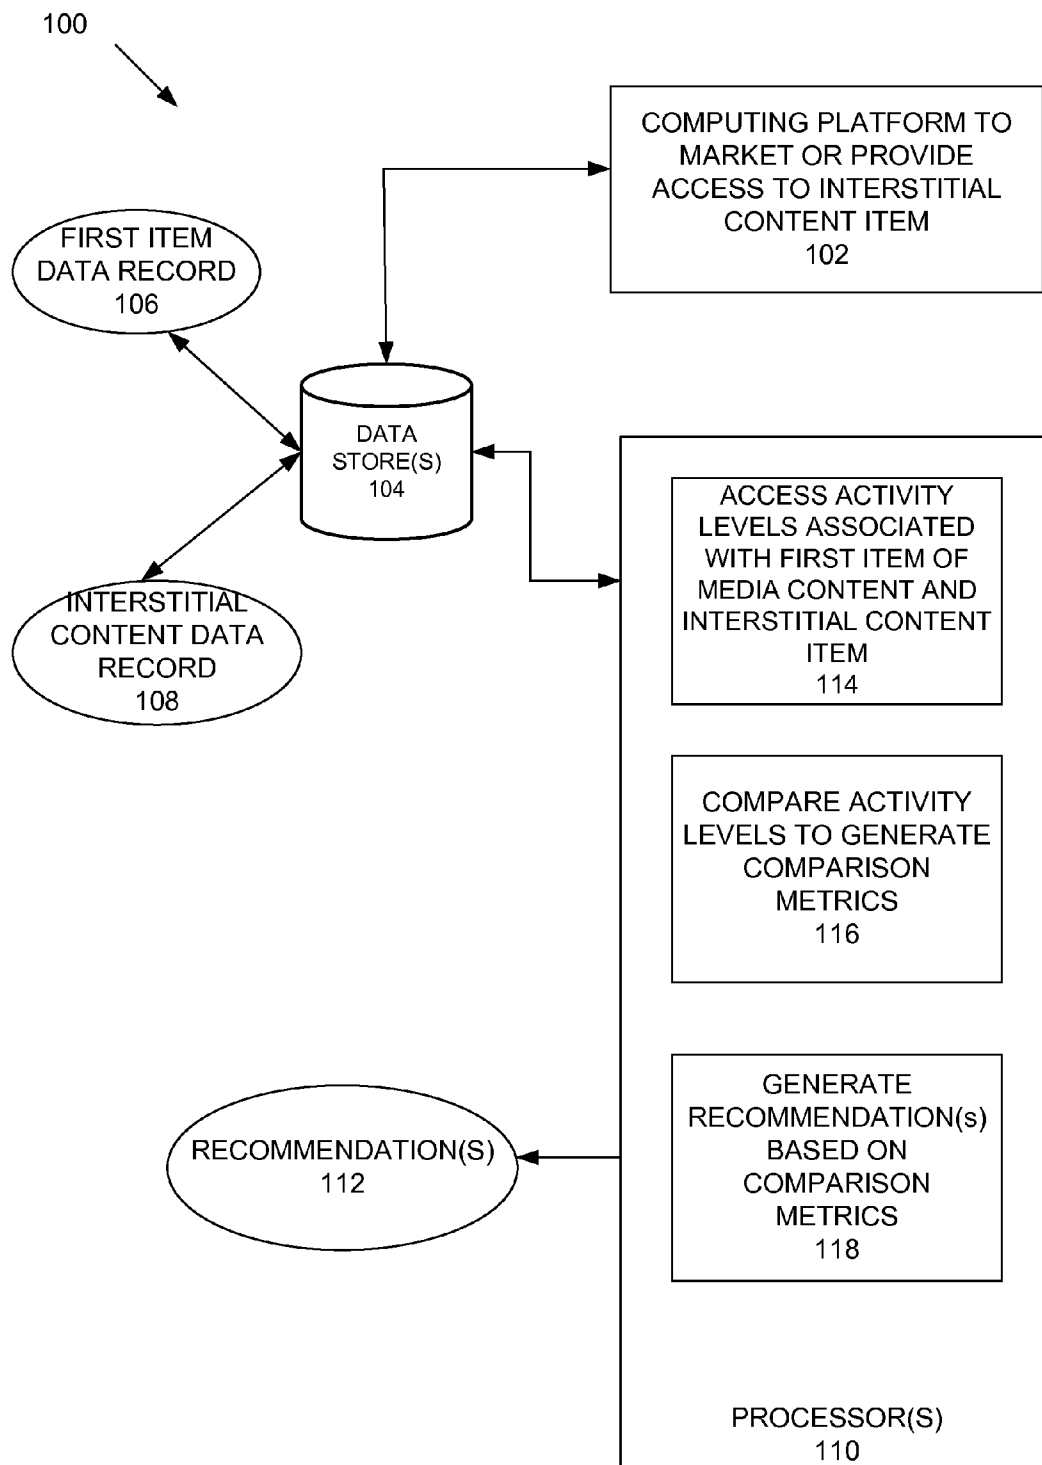 100
COMPUTING PLATFORM TO
MARKET OR PROVIDE
ACCESS TO INTERSTITIAL
CONTENT ITEM
102
FIRST ITEM
DATA RECORD
106
DATA
STORE(S)
104
INTERSTITIAL
CONTENT DATA
RECORD
108
ACCESS ACTIVITY
LEVELS ASSOCIATED
WITH FIRST ITEM OF
MEDIA CONTENT AND
INTERSTITIAL CONTENT
ITEM
114
COMPARE ACTIVITY
LEVELS TO GENERATE
COMPARISON
METRICS
116
GENERATE
RECOMMENDATION(s)
BASED ON
COMPARISON
METRICS
118
RECOMMENDATION(S)
112
PROCESSOR(S)
110